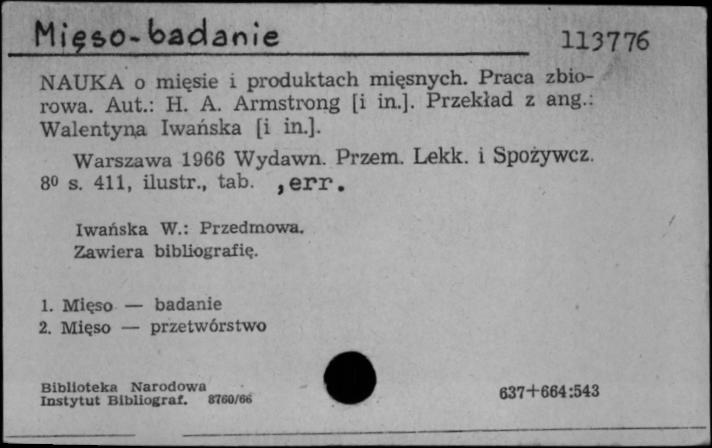 Mięso-badanie
113776
NAUKA o mięsie i produktach mięsnych. Praca zbio-
rowa. Aut.: H. A. Armstrong [i in.]. Przekład z ang.:
Walentyna Iwańska [i in.].
Warszawa 1966 Wydawn. Przem. Lekk. i Spożywcz.
8º s. 411, ilustr., tab. ,err.
Iwańska W.: Przedmowa.
Zawiera bibliografię.
1. Mięso — badanie
2. Mięso — przetwórstwo
Biblioteka Narodowa
Instytut Bibliograf. 8760/66
637+664:543